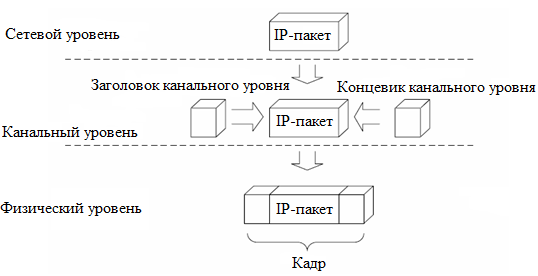 Сетевой уровень
IP-пакет
Заголовок канального уровня
Концевик канального уровня
IP-пакет
Канальный уровень
Физический уровень
IP-пакет
Кадр